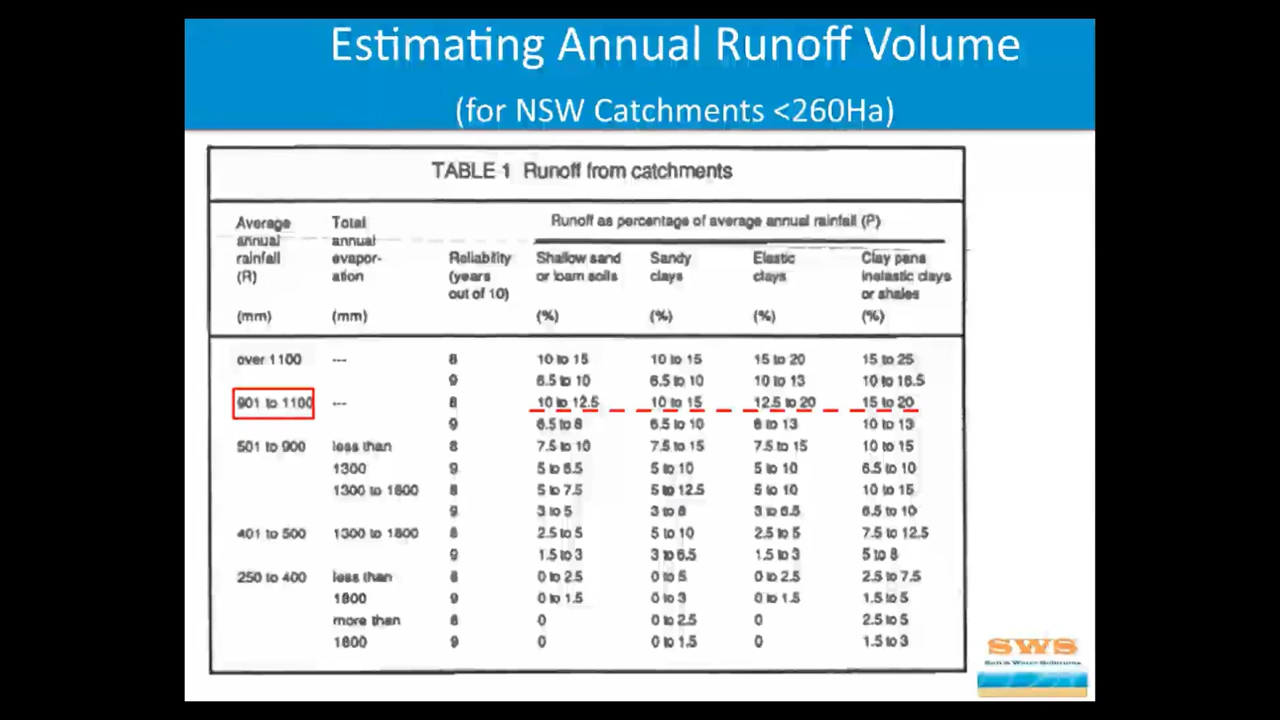 Estimating Annual Runoff Volume
(for NSW Catchments <260Ha)
TABLE 1 Runoff from catchments
Average Total Runoff as percentage of average annual rainfall (P)
annual annual
rainfall evapor- Reliability Shallow sand Sandy Elastic Clay pans
(R) ation (years or loam soils clays clays inelastic clays
out of 10) or shales
(mm) (mm) (%) (%) (%) (%)
over 1100 --- 8 10 to 15 10 to 15 15 to 20 15 to 25
9 6.5 to 10 6.5 to 10 10 to 13 10 to 16.5
901 to 1100 --- 8 10 to 12.5 10 to 15 12.5 to 20 15 to 20
9 6.5 to 8 6.5 to 10 8 to 13 10 to 13
501 to 900 less than 8 7.5 to 10 7.5 to 15 7.5 to 15 10 to 15
1300 9 5 to 6.5 5 to 10 5 to 10 6.5 to 10
1300 to 1800 8 5 to 7.5 5 to 12.5 5 to 10 10 to 15
9 3 to 5 3 to 8 3 to 6.5 6.5 to 10
401 to 500 1300 to 1800 8 2.5 to 5 5 to 10 2.5 to 5 7.5 to 12.5
9 1.5 to 3 3 to 6.5 1.5 to 3 5 to 8
250 to 400 less than 8 0 to 2.5 0 to 5 0 to 2.5 2.5 to 7.5
1800 9 0 to 1.5 0 to 3 0 to 1.5 1.5 to 5
more than 8 0 0 to 2.5 0 2.5 to 5
1800 9 0 0 to 1.5 0 1.5 to 3
SWS
Soil & Water Solutions